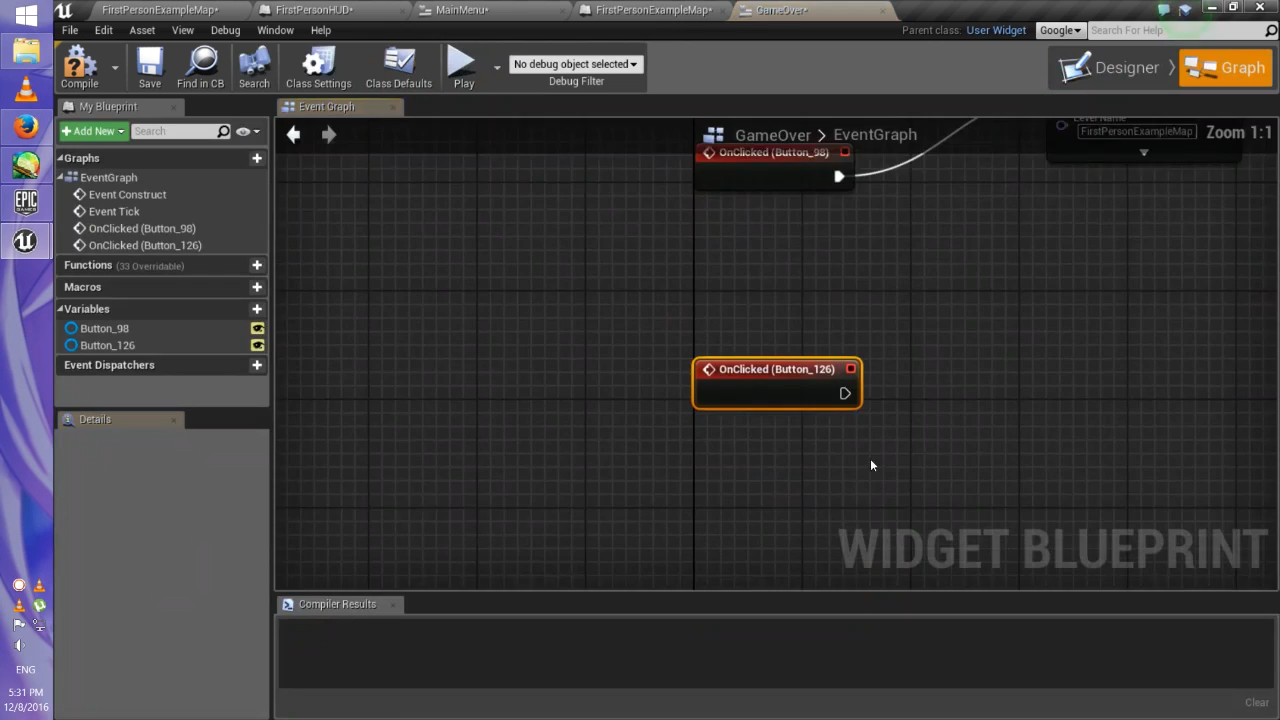 FirstPersonExampleMap* FirstPersonHUD* MainMenu* FirstPersonExampleMap* GameOver*
File Edit Asset View Debug Window Help
Parent class: User Widget Google Search For Help
Compile Save Find in CB Search Class Settings Class Defaults Play
No debug object selected
Debug Filter
Designer Graph
My Blueprint
Event Graph
Add New Search
GameOver > EventGraph
Zoom 1:1
FirstPersonExampleMap
OnClicked (Button_98)
Graphs
EventGraph
Event Construct
Event Tick
OnClicked (Button_98)
OnClicked (Button_126)
Functions (33 Overridable)
Macros
Variables
Button_98
Button_126
Event Dispatchers
OnClicked (Button_126)
Details
WIDGET BLUEPRINT
Compiler Results
Clear
EPIC
GAMES
ENG
5:31 PM
12/8/2016